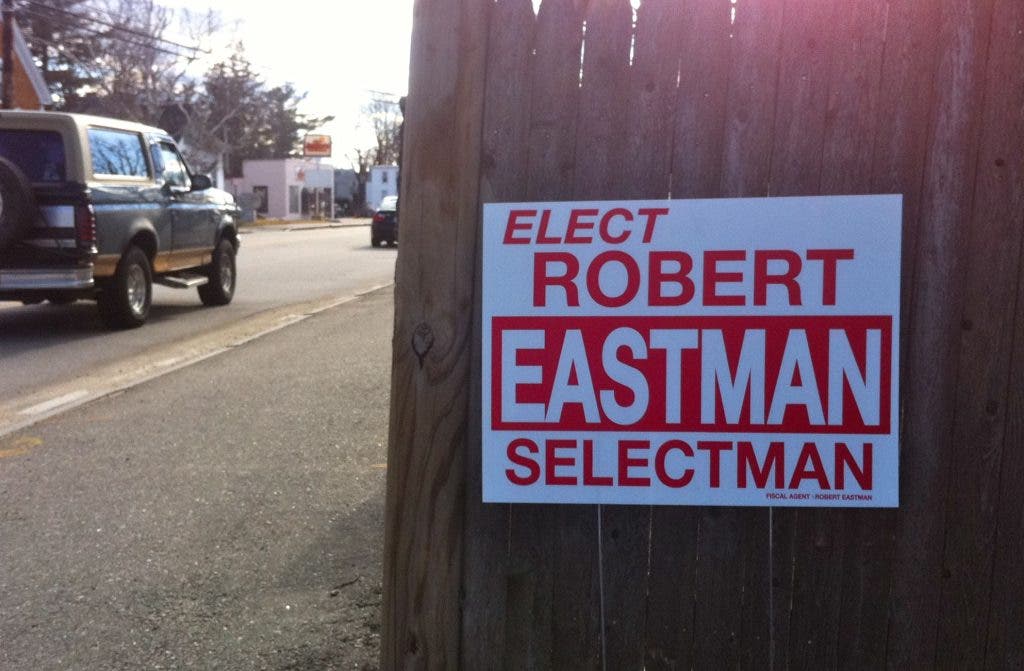 ELECT
ROBERT
EASTMAN
SELECTMAN
FISCAL AGENT : ROBERT EASTMAN